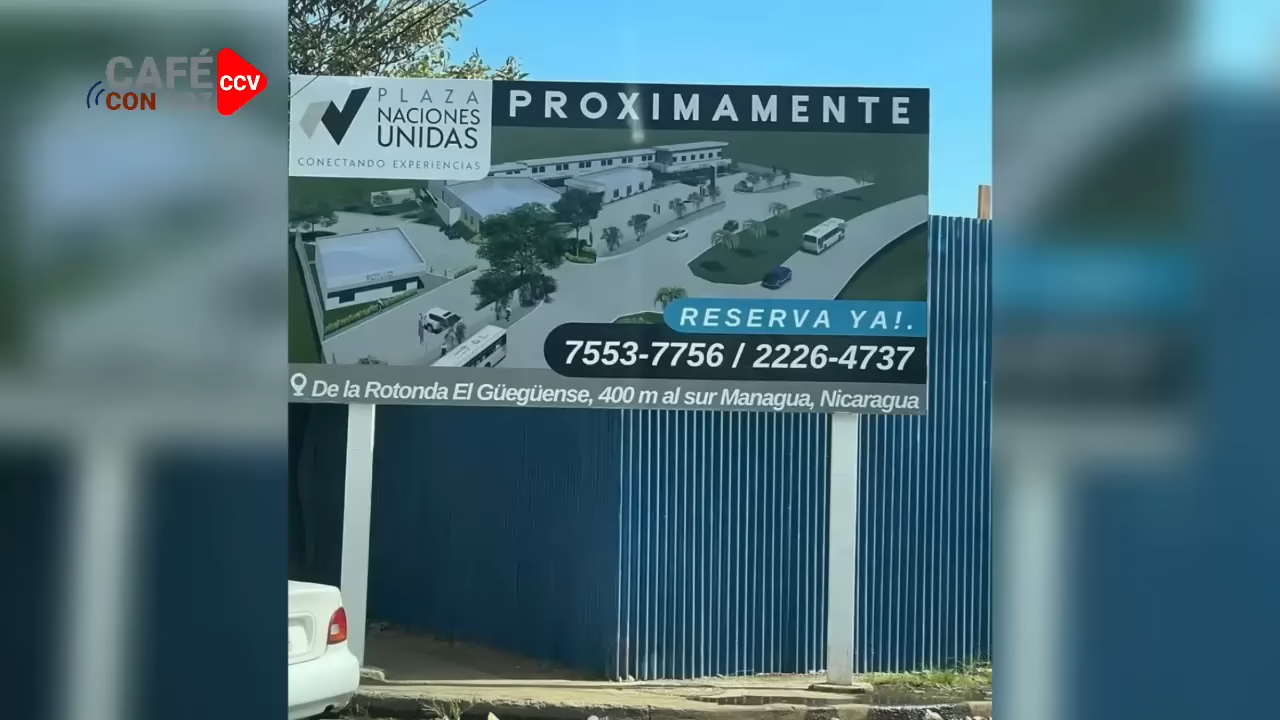 CAFÉ
CON
CCV
PLAZA
NACIONES
UNIDAS
CONECTANDO EXPERIENCIAS
PROXIMAMENTE
RESERVA YA!.
7553-7756 / 2226-4737
De la Rotonda El Güegüense, 400 m al sur Managua, Nicaragua